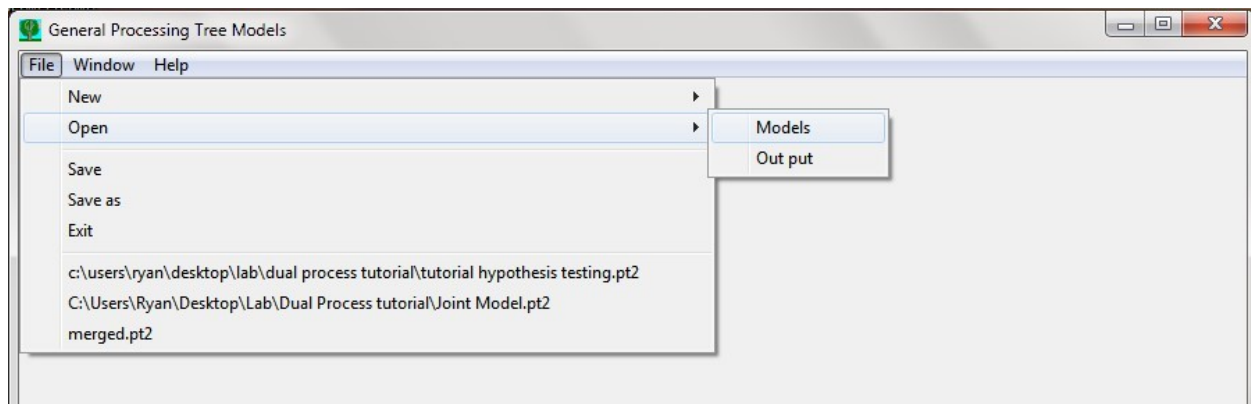 General Processing Tree Models
File Window Help
New
Open
Models
Out put
Save
Save as
Exit
c:\users\ryan\desktop\lab\dual process tutorial\tutorial hypothesis testing.pt2
C:\Users\Ryan\Desktop\Lab\Dual Process tutorial\Joint Model.pt2
merged.pt2